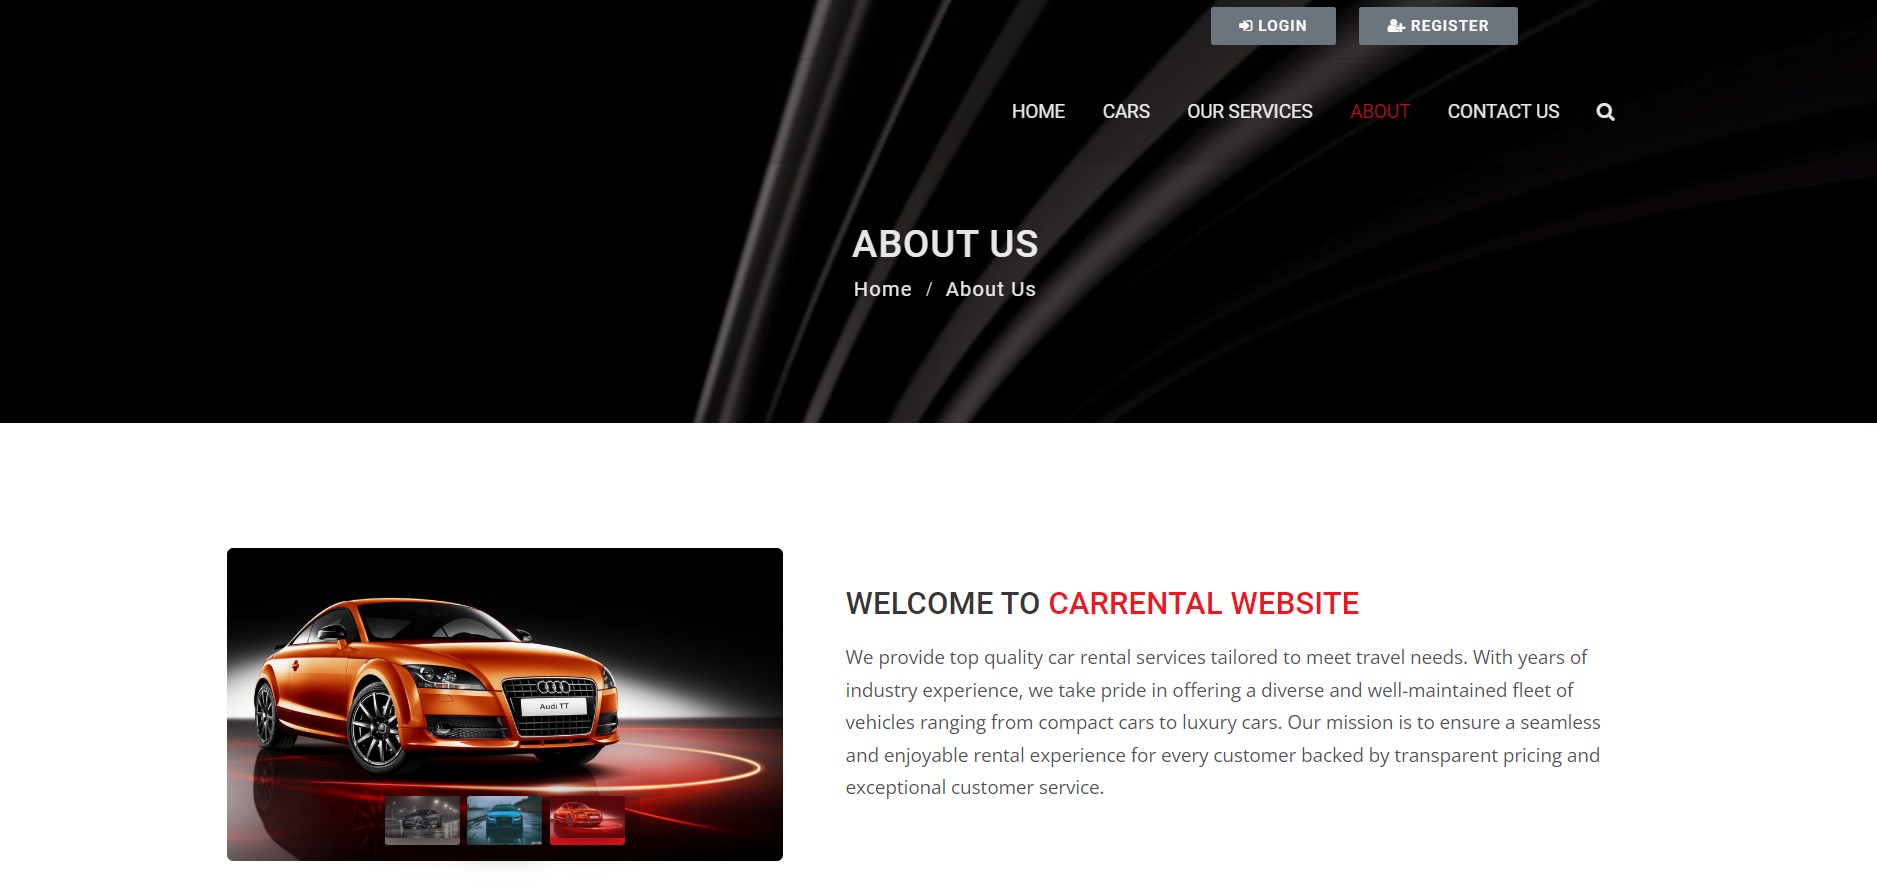 LOGIN REGISTER
HOME CARS OUR SERVICES ABOUT CONTACT US
ABOUT US
Home / About Us
WELCOME TO CARRENTAL WEBSITE
We provide top quality car rental services tailored to meet travel needs. With years of
industry experience, we take pride in offering a diverse and well-maintained fleet of
vehicles ranging from compact cars to luxury cars. Our mission is to ensure a seamless
and enjoyable rental experience for every customer backed by transparent pricing and
exceptional customer service.
Audi TT